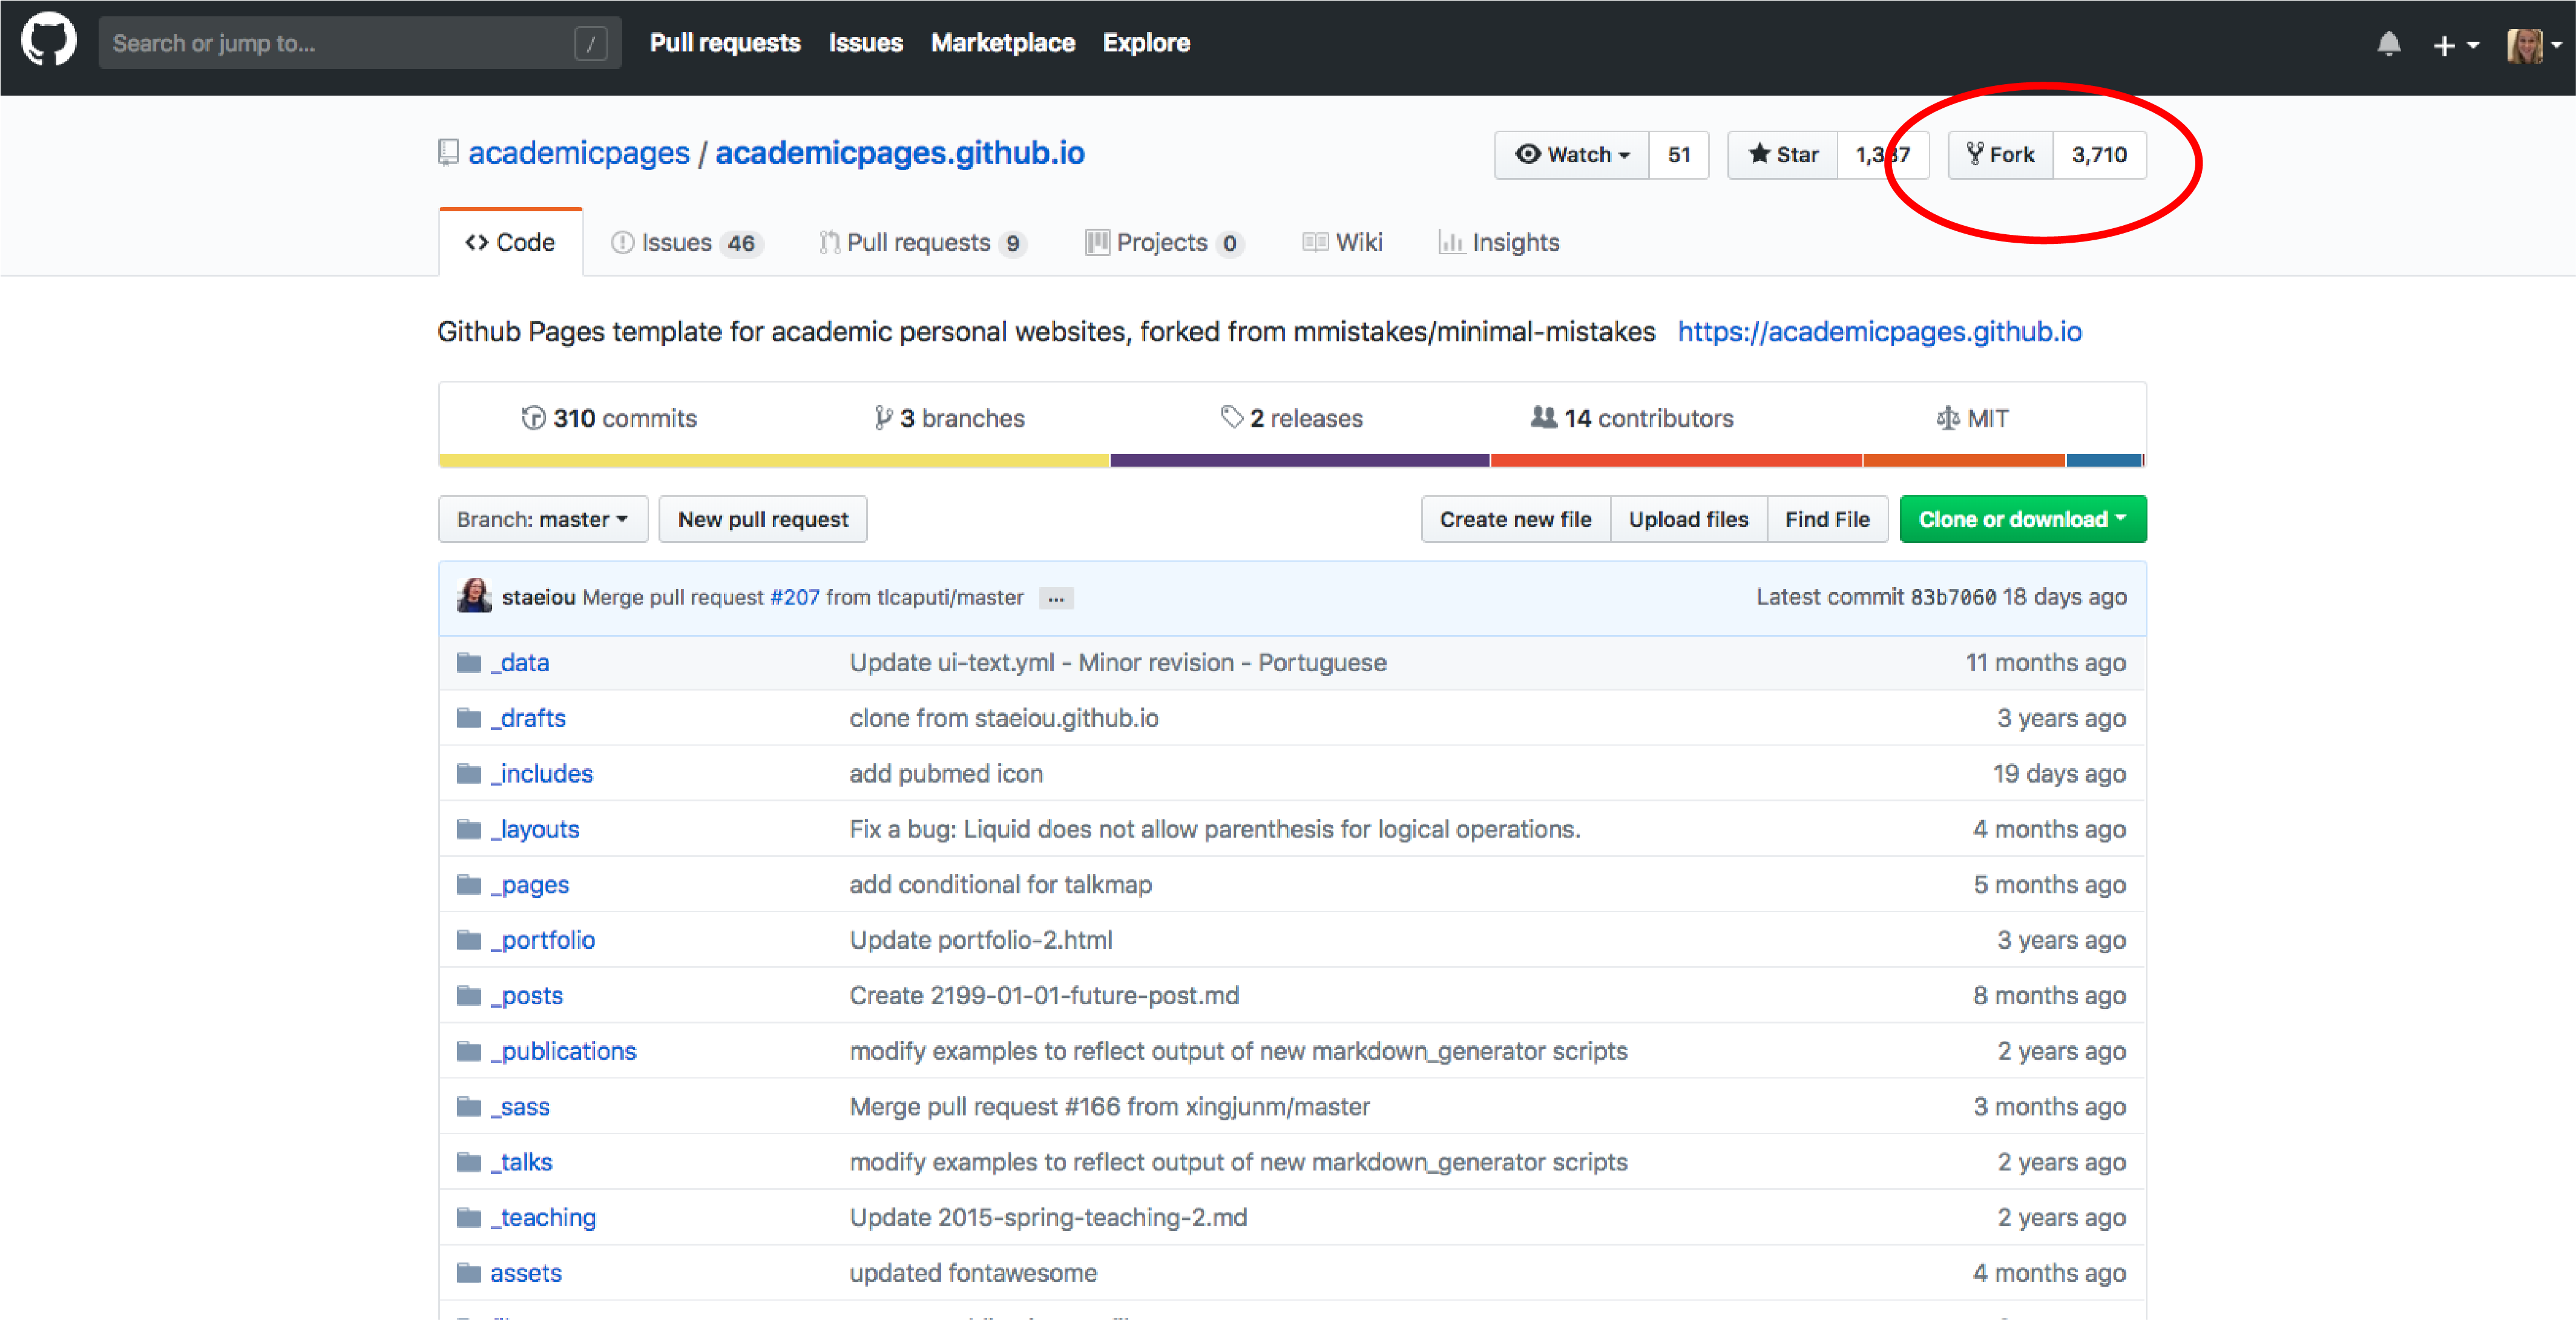 Search or jump to... /
Pull requests Issues Marketplace Explore
academicpages / academicpages.github.io
Watch 51 Star Fork 3,710
Code Issues 46 Pull requests 9 Projects 0 Wiki Insights
Github Pages template for academic personal websites, forked from mmistakes/minimal-mistakes https://academicpages.github.io
310 commits 3 branches 2 releases 14 contributors MIT
Branch: master New pull request Create new file Upload files Find File Clone or download
staeiou Merge pull request #207 from tlcaputi/master ... Latest commit 83b7060 18 days ago
_data Update ui-text.yml - Minor revision - Portuguese 11 months ago
_drafts clone from staeiou.github.io 3 years ago
_includes add pubmed icon 19 days ago
_layouts Fix a bug: Liquid does not allow parenthesis for logical operations. 4 months ago
_pages add conditional for talkmap 5 months ago
_portfolio Update portfolio-2.html 3 years ago
_posts Create 2199-01-01-future-post.md 8 months ago
_publications modify examples to reflect output of new markdown_generator scripts 2 years ago
_sass Merge pull request #166 from xingjunm/master 3 months ago
_talks modify examples to reflect output of new markdown_generator scripts 2 years ago
_teaching Update 2015-spring-teaching-2.md 2 years ago
assets updated fontawesome 4 months ago